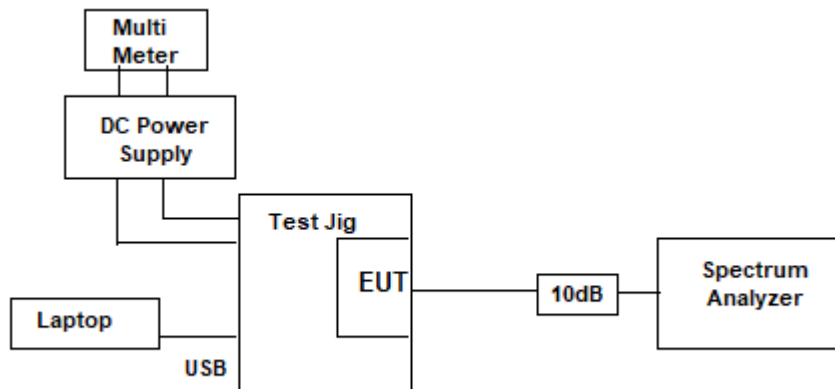 Multi
Meter
DC Power
Supply
Test Jig
EUT
10dB
Spectrum
Analyzer
Laptop
USB